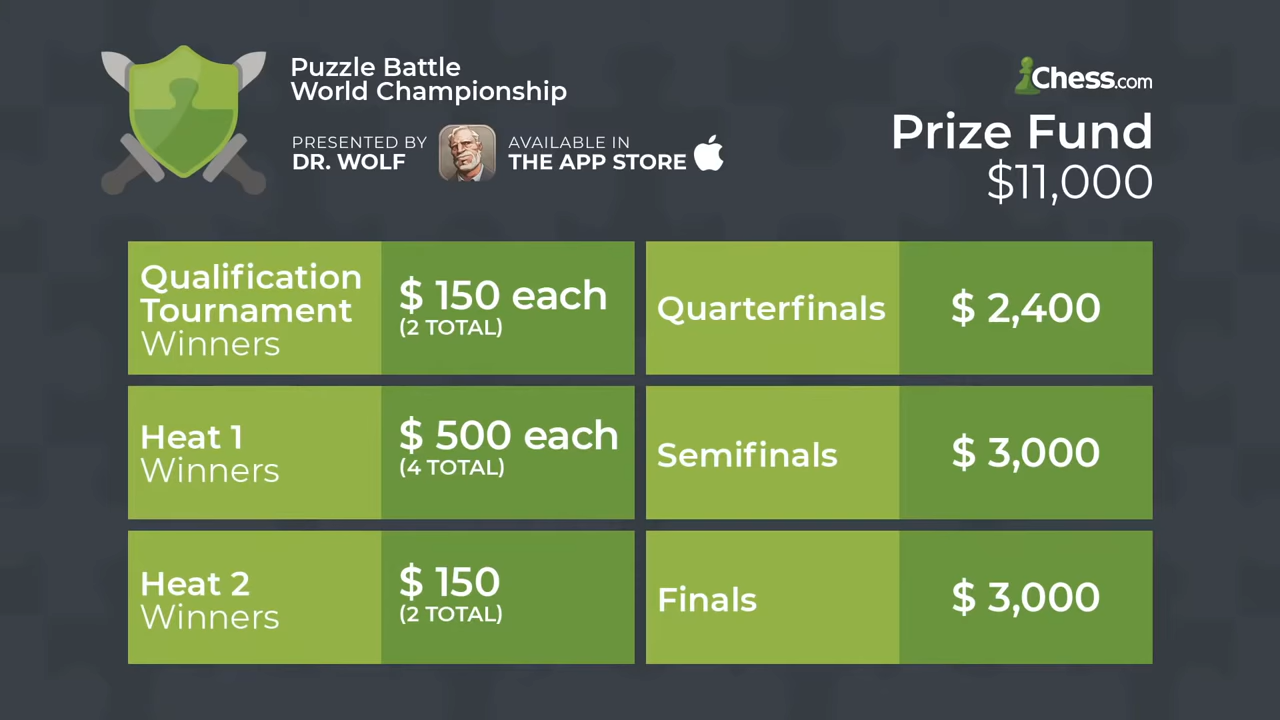 Puzzle Battle
World Championship
PRESENTED BY
DR. WOLF
AVAILABLE IN
THE APP STORE
Chess.com
Prize Fund
$11,000
Qualification
Tournament
Winners
$ 150 each
(2 TOTAL)
Quarterfinals
$ 2,400
Heat 1
Winners
$ 500 each
(4 TOTAL)
Semifinals
$ 3,000
Heat 2
Winners
$ 150
(2 TOTAL)
Finals
$ 3,000